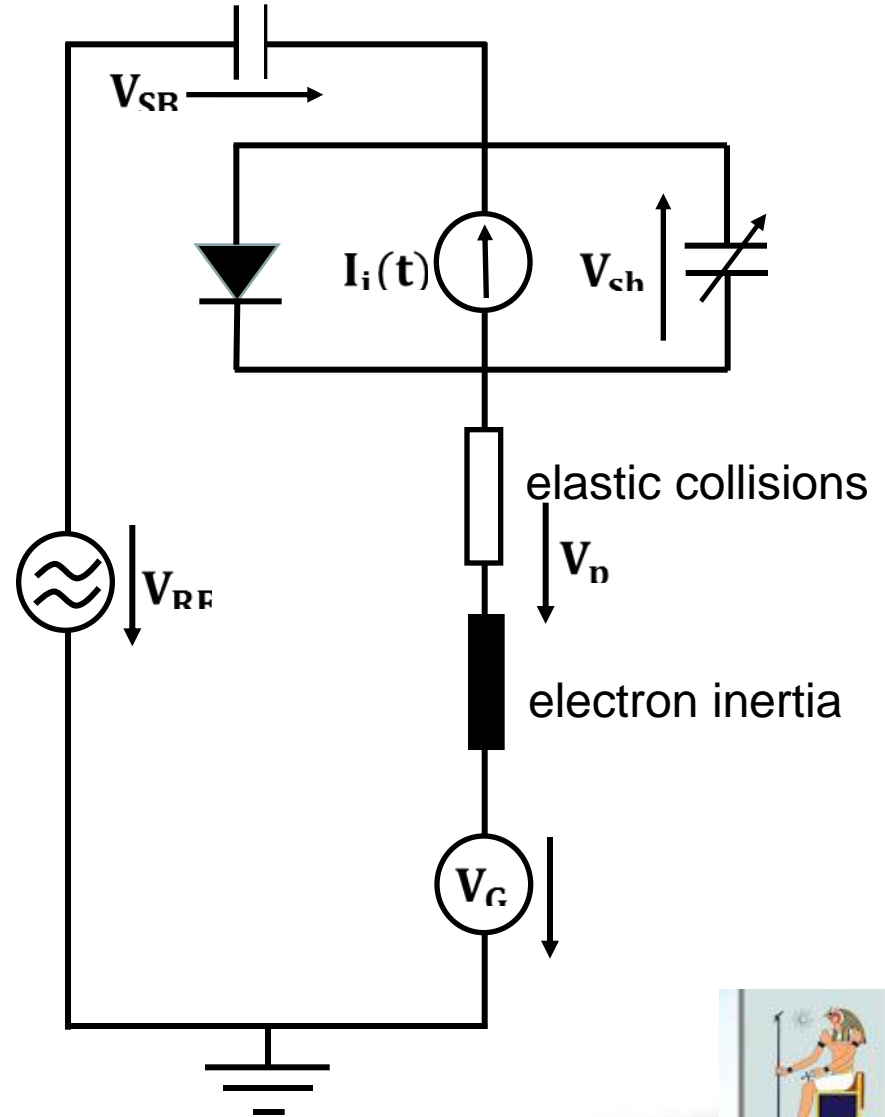 V_SB
I_i(t)
V_sh
elastic collisions
V_p
V_RF
electron inertia
V_G